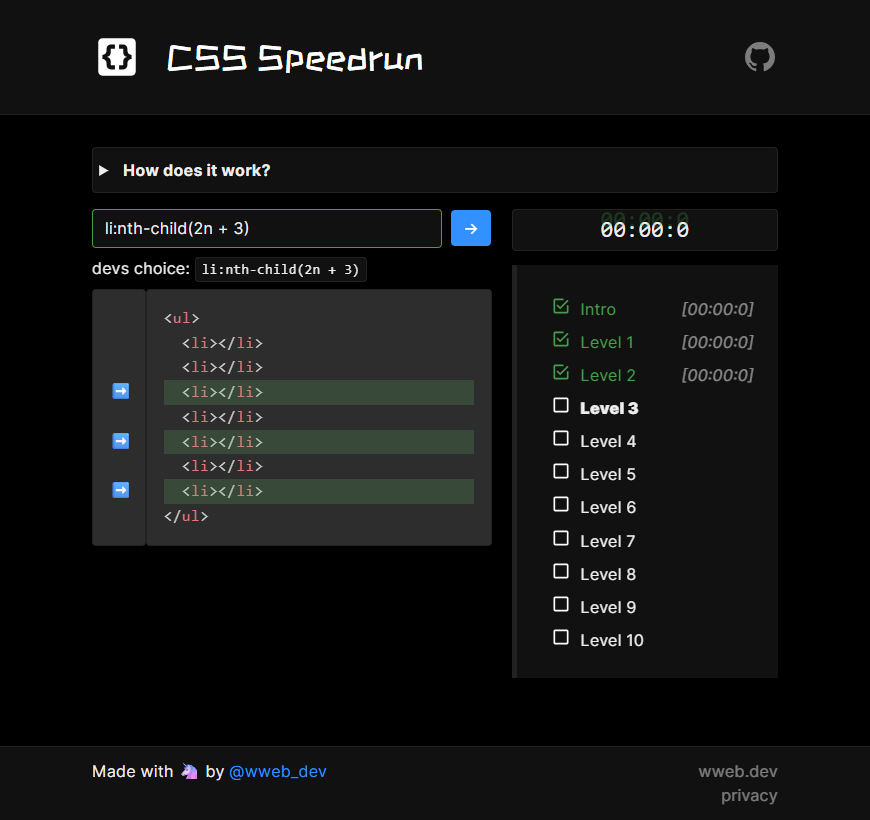 {} CSS Speedrun
▶ How does it work?
li:nth-child(2n + 3) →
00:00:0
00:00:0
devs choice: li:nth-child(2n + 3)
<ul>
<li></li>
<li></li>
➡ <li></li>
<li></li>
➡ <li></li>
<li></li>
➡ <li></li>
</ul>
Intro [00:00:0]
Level 1 [00:00:0]
Level 2 [00:00:0]
Level 3
Level 4
Level 5
Level 6
Level 7
Level 8
Level 9
Level 10
Made with 🦄 by @wweb_dev
wweb.dev
privacy